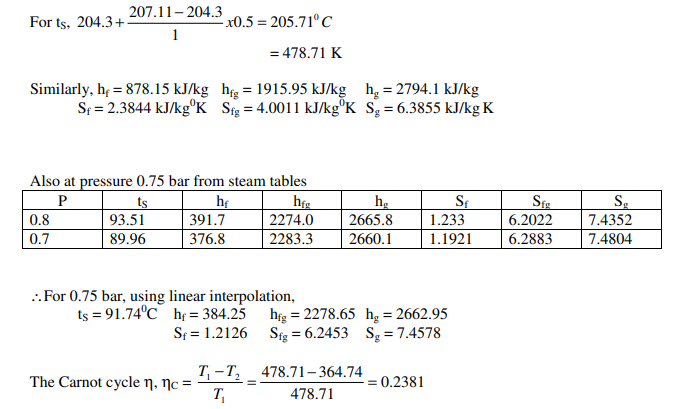 For tS, 204.3 + (207.11 – 204.3)/1 x0.5 = 205.71⁰C
= 478.71 K
Similarly, hf = 878.15 kJ/kg hfg = 1915.95 kJ/kg hg = 2794.1 kJ/kg
Sf = 2.3844 kJ/kg⁰K Sfg = 4.0011 kJ/kg⁰K Sg = 6.3855 kJ/kg K
Also at pressure 0.75 bar from steam tables
P tS hf hfg hg Sf Sfg Sg
0.8 93.51 391.7 2274.0 2665.8 1.233 6.2022 7.4352
0.7 89.96 376.8 2283.3 2660.1 1.1921 6.2883 7.4804
∴For 0.75 bar, using linear interpolation,
tS = 91.74⁰C hf = 384.25 hfg = 2278.65 hg = 2662.95
Sf = 1.2126 Sfg = 6.2453 Sg = 7.4578
The Carnot cycle η, ηC = (T1 – T2)/T1 = (478.71 – 364.74)/478.71 = 0.2381